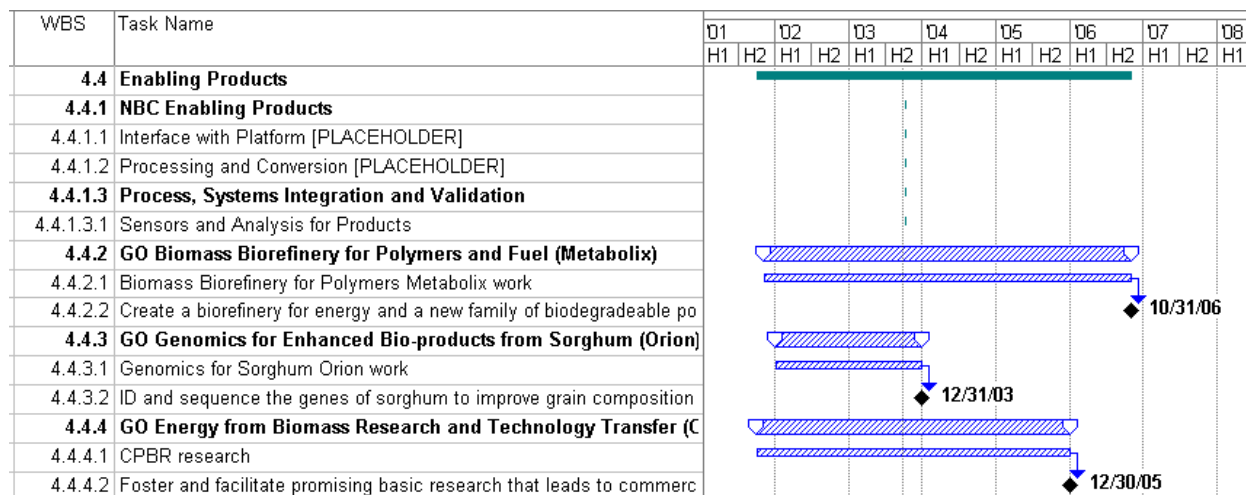 WBS Task Name '01 '02 '03 '04 '05 '06 '07 '08
H1 H2 H1 H2 H1 H2 H1 H2 H1 H2 H1 H2 H1 H2 H1
4.4 Enabling Products
4.4.1 NBC Enabling Products
4.4.1.1 Interface with Platform [PLACEHOLDER]
4.4.1.2 Processing and Conversion [PLACEHOLDER]
4.4.1.3 Process, Systems Integration and Validation
4.4.1.3.1 Sensors and Analysis for Products
4.4.2 GO Biomass Biorefinery for Polymers and Fuel (Metabolix)
4.4.2.1 Biomass Biorefinery for Polymers Metabolix work
4.4.2.2 Create a biorefinery for energy and a new family of biodegradeable po 10/31/06
4.4.3 GO Genomics for Enhanced Bio-products from Sorghum (Orion)
4.4.3.1 Genomics for Sorghum Orion work
4.4.3.2 ID and sequence the genes of sorghum to improve grain composition 12/31/03
4.4.4 GO Energy from Biomass Research and Technology Transfer (C
4.4.4.1 CPBR research
4.4.4.2 Foster and facilitate promising basic research that leads to commerc 12/30/05